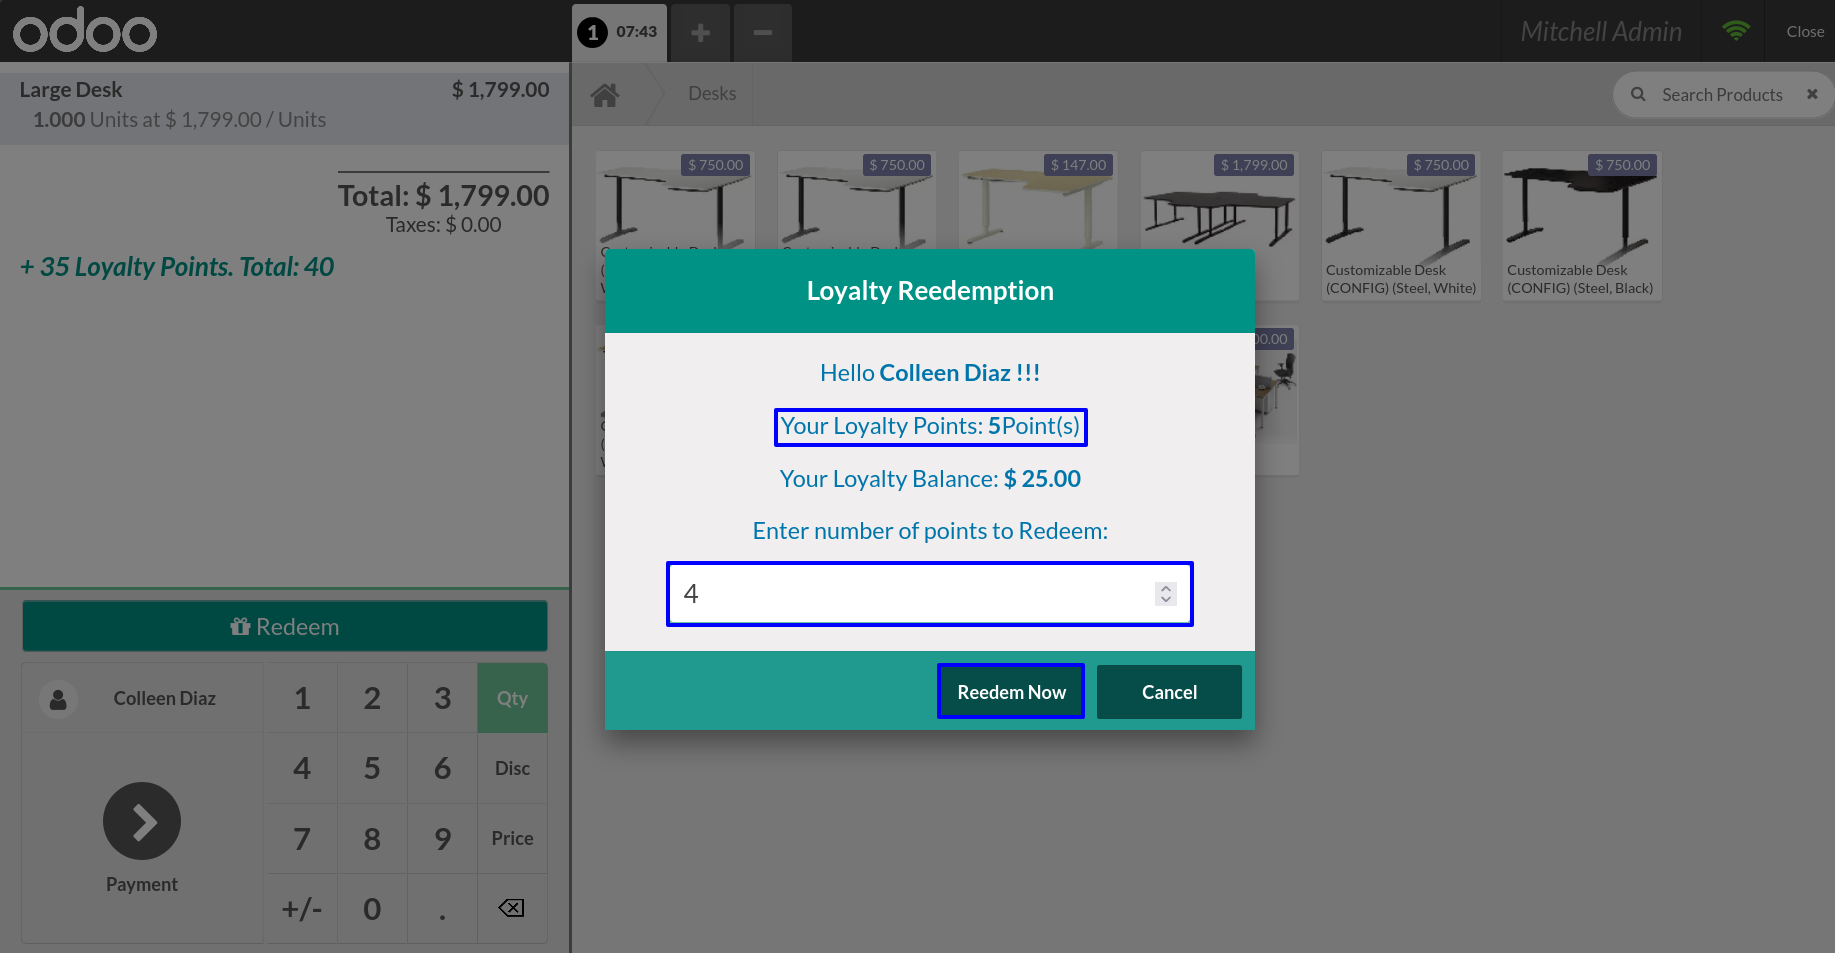 odoo
1 07:43
Mitchell Admin
Close
Large Desk $ 1,799.00
1.000 Units at $ 1,799.00 / Units
Total: $ 1,799.00
Taxes: $ 0.00
+ 35 Loyalty Points. Total: 40
Desks
Search Products
$ 750.00
$ 750.00
$ 147.00
$ 1,799.00
$ 750.00
$ 750.00
Customizable Desk
(CONFIG) (Steel, White)
Customizable Desk
(CONFIG) (Steel, Black)
Loyalty Reedemption
Hello Colleen Diaz !!!
Your Loyalty Points: 5Point(s)
Your Loyalty Balance: $ 25.00
Enter number of points to Redeem:
4
Reedem Now
Cancel
Redeem
Colleen Diaz
Payment
1 2 3 Qty
4 5 6 Disc
7 8 9 Price
+/- 0 .